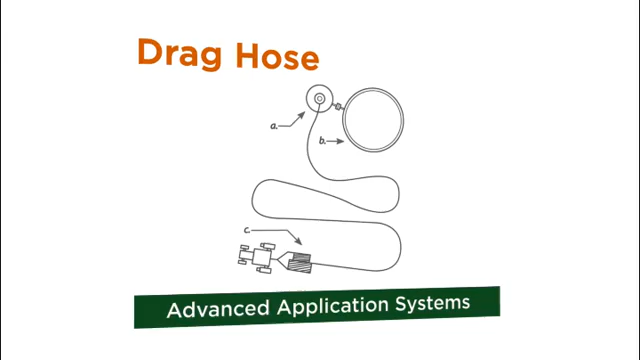 Drag Hose
a.
b.
c.
Advanced Application Systems